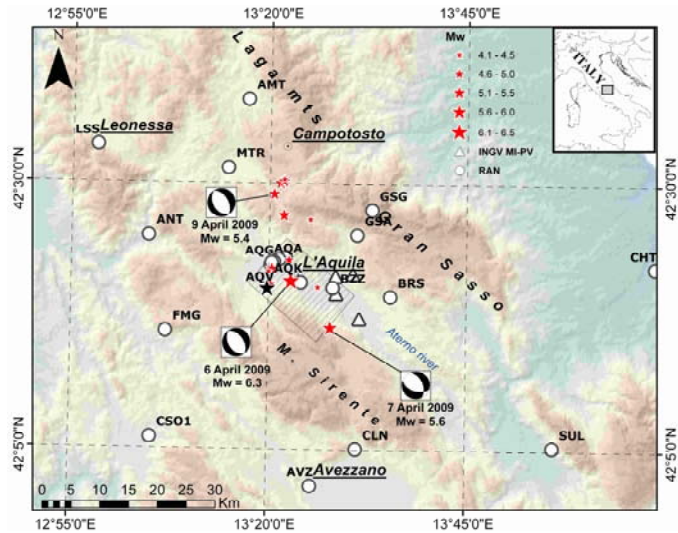 12°55'0"E 13°20'0"E 13°45'0"E
N
Laga mts
Mw
4.1 - 4.5
4.6 - 5.0
5.1 - 5.5
5.6 - 6.0
6.1 - 6.5
INGV MI-PV
RAN
ITALY
AMT
LSS Leonessa
Campotosto
MTR
42°30'0"N 42°30'0"N
GSG
9 April 2009
Mw = 5.4
ANT
GSA
Gran Sasso
AQG AQA
L'Aquila
CHT
AQK
AQV
BZZ
BRS
FMG
Aterno river
6 April 2009
Mw = 6.3
M. Sirente
7 April 2009
Mw = 5.6
CSO1
CLN
SUL
42°5'0"N 42°5'0"N
AVZ Avezzano
0 5 10 15 20 25 30
Km
12°55'0"E 13°20'0"E 13°45'0"E